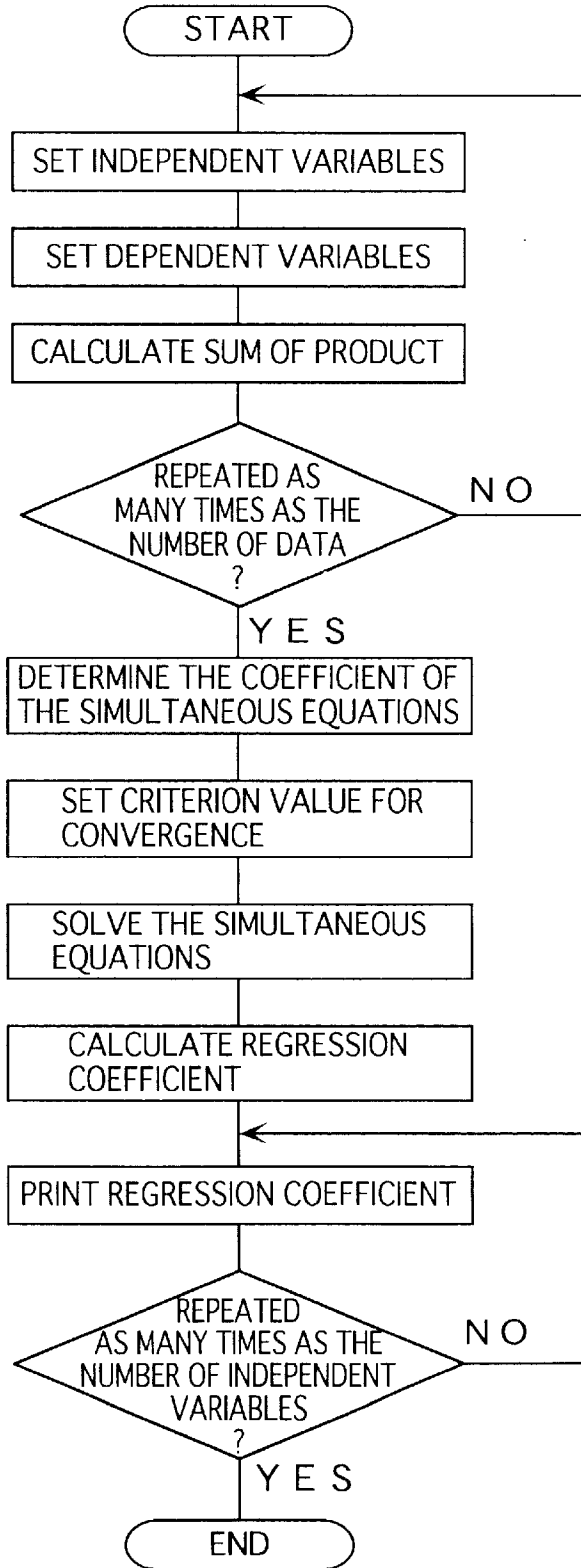 START
SET INDEPENDENT VARIABLES
SET DEPENDENT VARIABLES
CALCULATE SUM OF PRODUCT
REPEATED AS
MANY TIMES AS THE
NUMBER OF DATA
?
NO
YES
DETERMINE THE COEFFICIENT OF
THE SIMULTANEOUS EQUATIONS
SET CRITERION VALUE FOR
CONVERGENCE
SOLVE THE SIMULTANEOUS
EQUATIONS
CALCULATE REGRESSION
COEFFICIENT
PRINT REGRESSION COEFFICIENT
REPEATED
AS MANY TIMES AS THE
NUMBER OF INDEPENDENT
VARIABLES
?
NO
YES
END